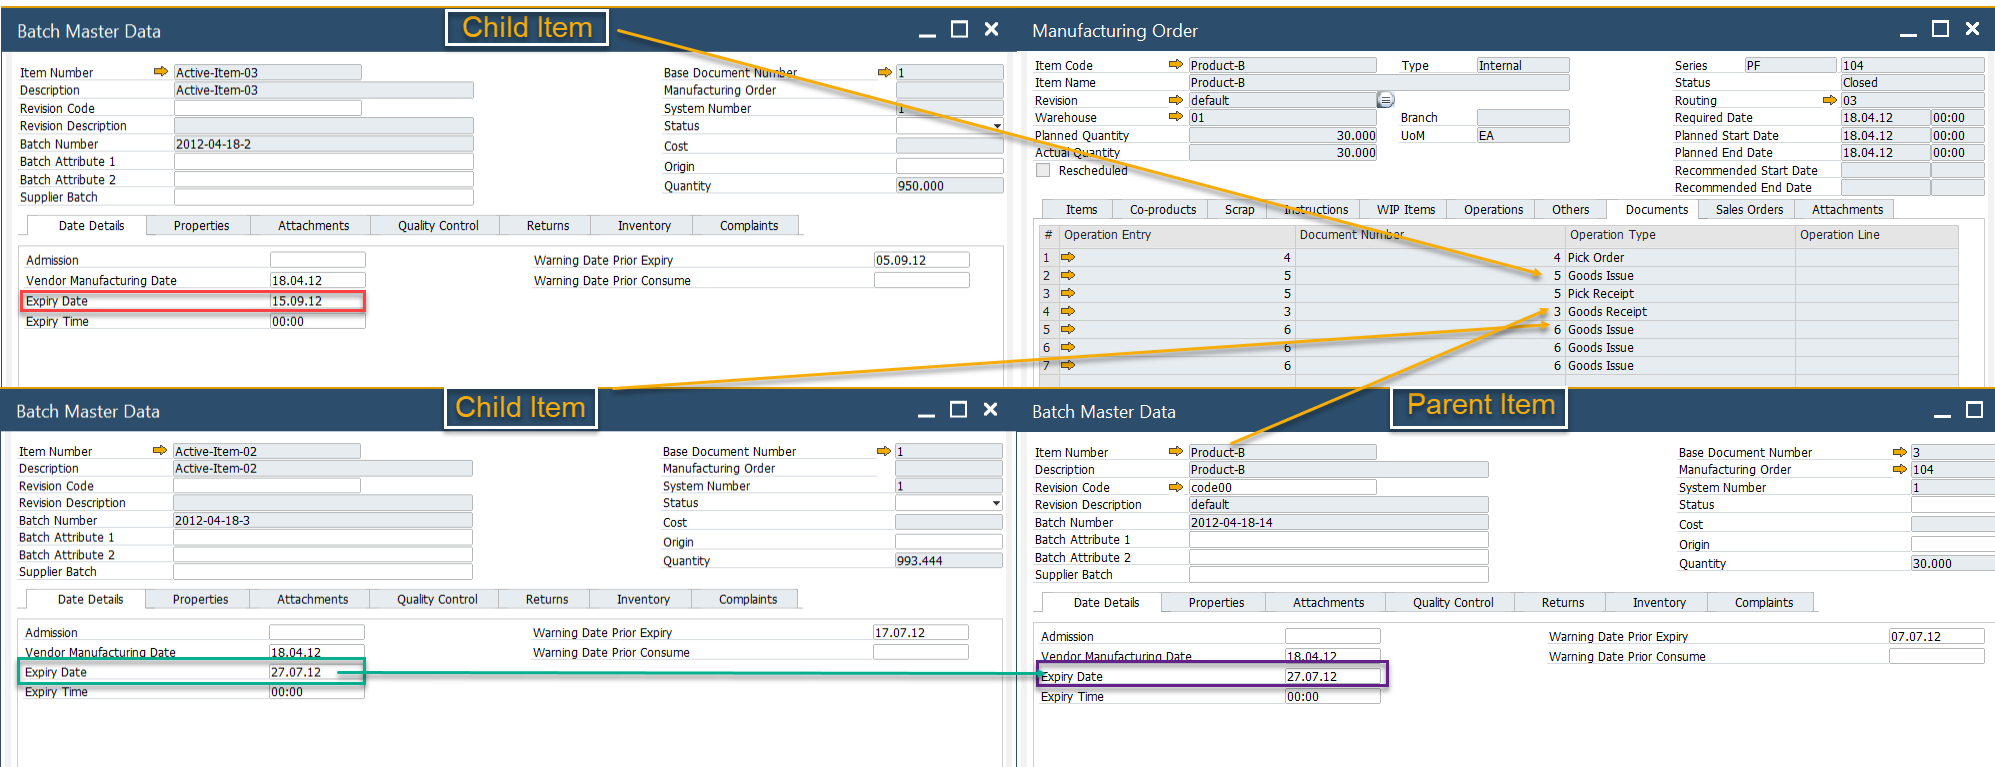 Batch Master Data
Child Item
Item Number Active-Item-03 Base Document Number 1
Description Active-Item-03 Manufacturing Order
Revision Code System Number 1
Revision Description Status
Batch Number 2012-04-18-2 Cost
Batch Attribute 1 Origin
Batch Attribute 2 Quantity 950.000
Supplier Batch
Date Details Properties Attachments Quality Control Returns Inventory Complaints
Admission Warning Date Prior Expiry 05.09.12
Vendor Manufacturing Date 18.04.12 Warning Date Prior Consume
Expiry Date 15.09.12
Expiry Time 00:00
Manufacturing Order
Item Code Product-B Type Internal Series PF 104
Item Name Product-B Status Closed
Revision default Routing 03
Warehouse 01 Branch Required Date 18.04.12 00:00
Planned Quantity 30.000 UoM EA Planned Start Date 18.04.12 00:00
Actual Quantity 30.000 Planned End Date 18.04.12 00:00
Rescheduled Recommended Start Date
Recommended End Date
Items Co-products Scrap Instructions WIP Items Operations Others Documents Sales Orders Attachments
# Operation Entry Document Number Operation Type Operation Line
1 4 4 Pick Order
2 5 5 Goods Issue
3 5 5 Pick Receipt
4 3 3 Goods Receipt
5 6 6 Goods Issue
6 6 6 Goods Issue
7 6 6 Goods Issue
Batch Master Data
Child Item
Item Number Active-Item-02 Base Document Number 1
Description Active-Item-02 Manufacturing Order
Revision Code System Number 1
Revision Description Status
Batch Number 2012-04-18-3 Cost
Batch Attribute 1 Origin
Batch Attribute 2 Quantity 993.444
Supplier Batch
Date Details Properties Attachments Quality Control Returns Inventory Complaints
Admission Warning Date Prior Expiry 17.07.12
Vendor Manufacturing Date 18.04.12 Warning Date Prior Consume
Expiry Date 27.07.12
Expiry Time 00:00
Batch Master Data
Parent Item
Item Number Product-B Base Document Number 3
Description Product-B Manufacturing Order 104
Revision Code code00 System Number 1
Revision Description default Status
Batch Number 2012-04-18-14 Cost
Batch Attribute 1 Origin
Batch Attribute 2 Quantity 30.000
Supplier Batch
Date Details Properties Attachments Quality Control Returns Inventory Complaints
Admission Warning Date Prior Expiry 07.07.12
Vendor Manufacturing Date 18.04.12 Warning Date Prior Consume
Expiry Date 27.07.12
Expiry Time 00:00